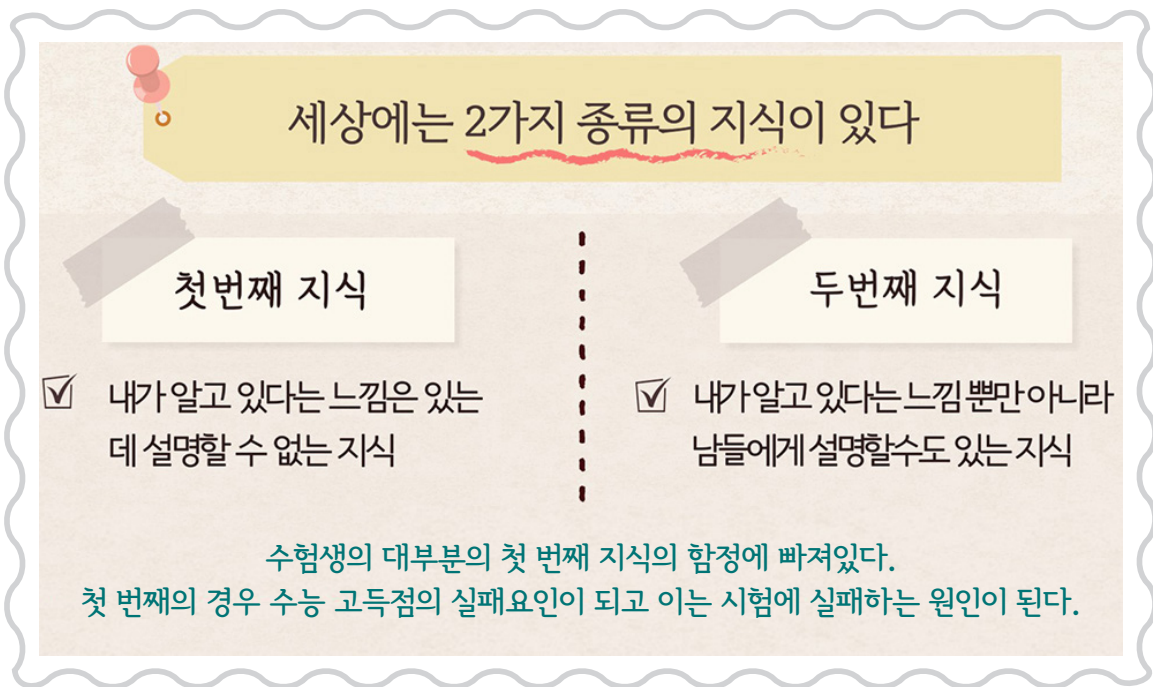 세상에는 2가지 종류의 지식이 있다
첫번째 지식
내가 알고 있다는 느낌은 있는
데 설명할 수 없는 지식
두번째 지식
내가 알고 있다는 느낌 뿐만 아니라
남들에게 설명할수도 있는 지식
수험생의 대부분의 첫 번째 지식의 함정에 빠져있다.
첫 번째의 경우 수능 고득점의 실패요인이 되고 이는 시험에 실패하는 원인이 된다.